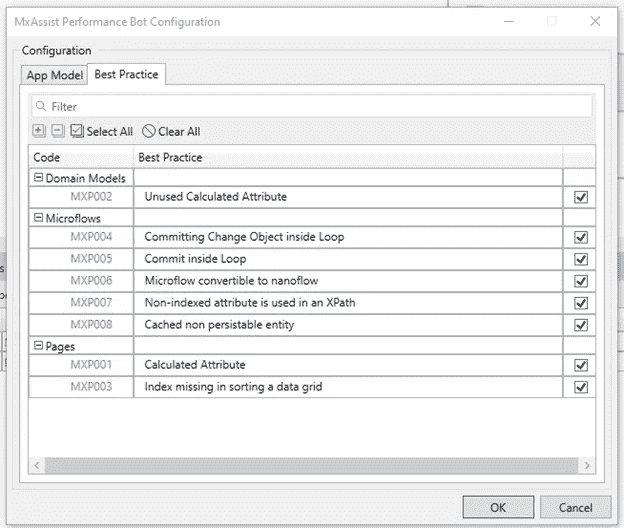 MxAssist Performance Bot Configuration
Configuration
App Model Best Practice
Filter
Select All Clear All
Code Best Practice
Domain Models
MXP002 Unused Calculated Attribute
Microflows
MXP004 Committing Change Object inside Loop
MXP005 Commit inside Loop
MXP006 Microflow convertible to nanoflow
MXP007 Non-indexed attribute is used in an XPath
MXP008 Cached non persistable entity
Pages
MXP001 Calculated Attribute
MXP003 Index missing in sorting a data grid
OK Cancel